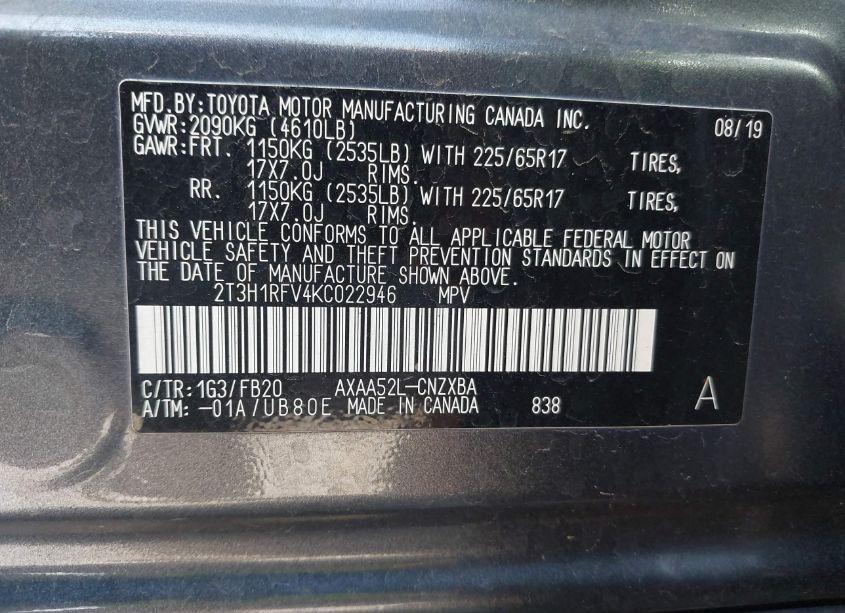 MFD.BY:TOYOTA MOTOR MANUFACTURING CANADA INC. 08/19
GVWR:2090KG (4610LB)
GAWR:FRT. 1150KG (2535LB) WITH 225/65R17 TIRES,
17X7.0J RIMS.
RR. 1150KG (2535LB) WITH 225/65R17 TIRES,
17X7.0J RIMS.
THIS VEHICLE CONFORMS TO ALL APPLICABLE FEDERAL MOTOR
VEHICLE SAFETY AND THEFT PREVENTION STANDARDS IN EFFECT ON
THE DATE OF MANUFACTURE SHOWN ABOVE.
2T3H1RFV4KC022946 MPV
C/TR:1G3/FB20 AXAA52L-CNZXBA A
A/TM: -01A/UB80E MADE IN CANADA 838